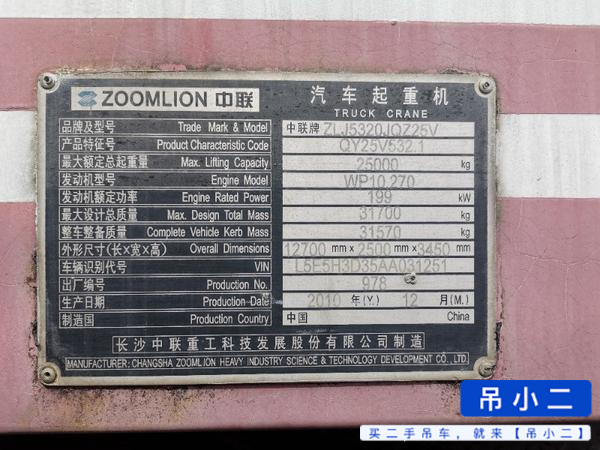 ZOOMLION 中联 汽车起重机
TRUCK CRANE
品牌及型号 Trade Mark & Model 中联牌 ZLJ5320JQZ25V
产品特征号 Product Characteristic Code QY25V532.1
最大额定总起重量 Max. Lifting Capacity 25000 kg
发动机型号 Engine Model WP10.270
发动机额定功率 Engine Rated Power 199 kW
最大设计总质量 Max. Design Total Mass 31700 kg
整车整备质量 Complete Vehicle Kerb Mass 31570 kg
外形尺寸(长×宽×高) Overall Dimensions 12700 mm × 2500 mm × 3450 mm
车辆识别代号 VIN L5E5H3D35AA031251
出厂编号 Production No. 978
生产日期 Production Date 2010 年(Y.) 12 月(M.)
制造国 Production Country 中国 China
长沙中联重工科技发展股份有限公司制造
MANUFACTURER: CHANGSHA ZOOMLION HEAVY INDUSTRY SCIENCE & TECHNOLOGY DEVELOPMENT CO., LTD.
吊小二
买二手吊车，就来【吊小二】